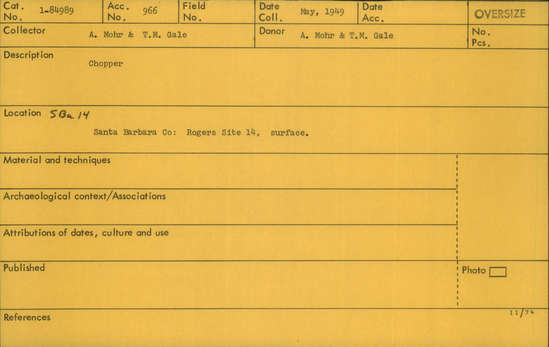 Cat. No. 1-84989 Acc. No. 966 Field No. Date Coll. May, 1949 Date Acc. OVERSIZE
Collector A. Mohr & T.M. Gale Donor A. Mohr & T.M. Gale No. Pcs.
Description
Chopper
Location SBa 14
Santa Barbara Co: Rogers Site 14, surface.
Material and techniques
Archaeological context/Associations
Attributions of dates, culture and use
Published
Photo
11/74
References